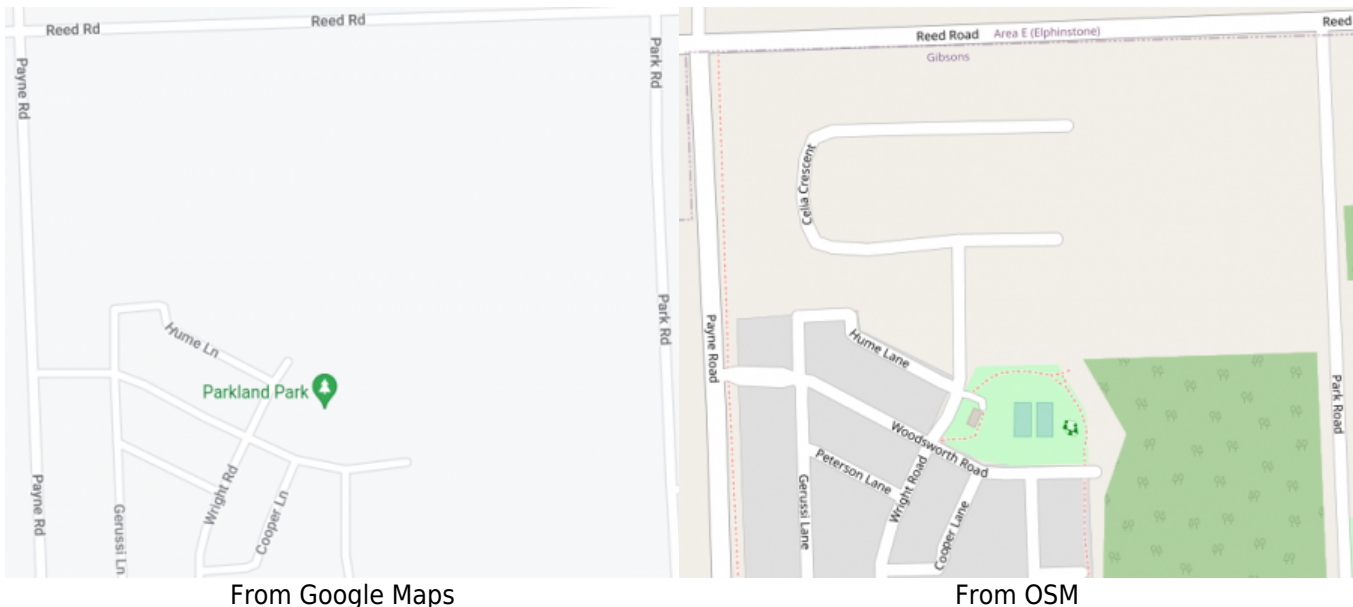 Reed Rd
Reed Rd
Park Rd
Payne Rd
Park Rd
Hume Ln
Parkland Park
Payne Rd
Wright Rd
Gerussi Ln
Cooper Ln
From Google Maps
Reed Road
Area E (Elphinstone)
Reed
Gibsons
Celia Crescent
Payne Road
Hume Lane
Park Road
Woodsworth Road
Peterson Lane
Wright Road
Gerussi Lane
Cooper Lane
From OSM